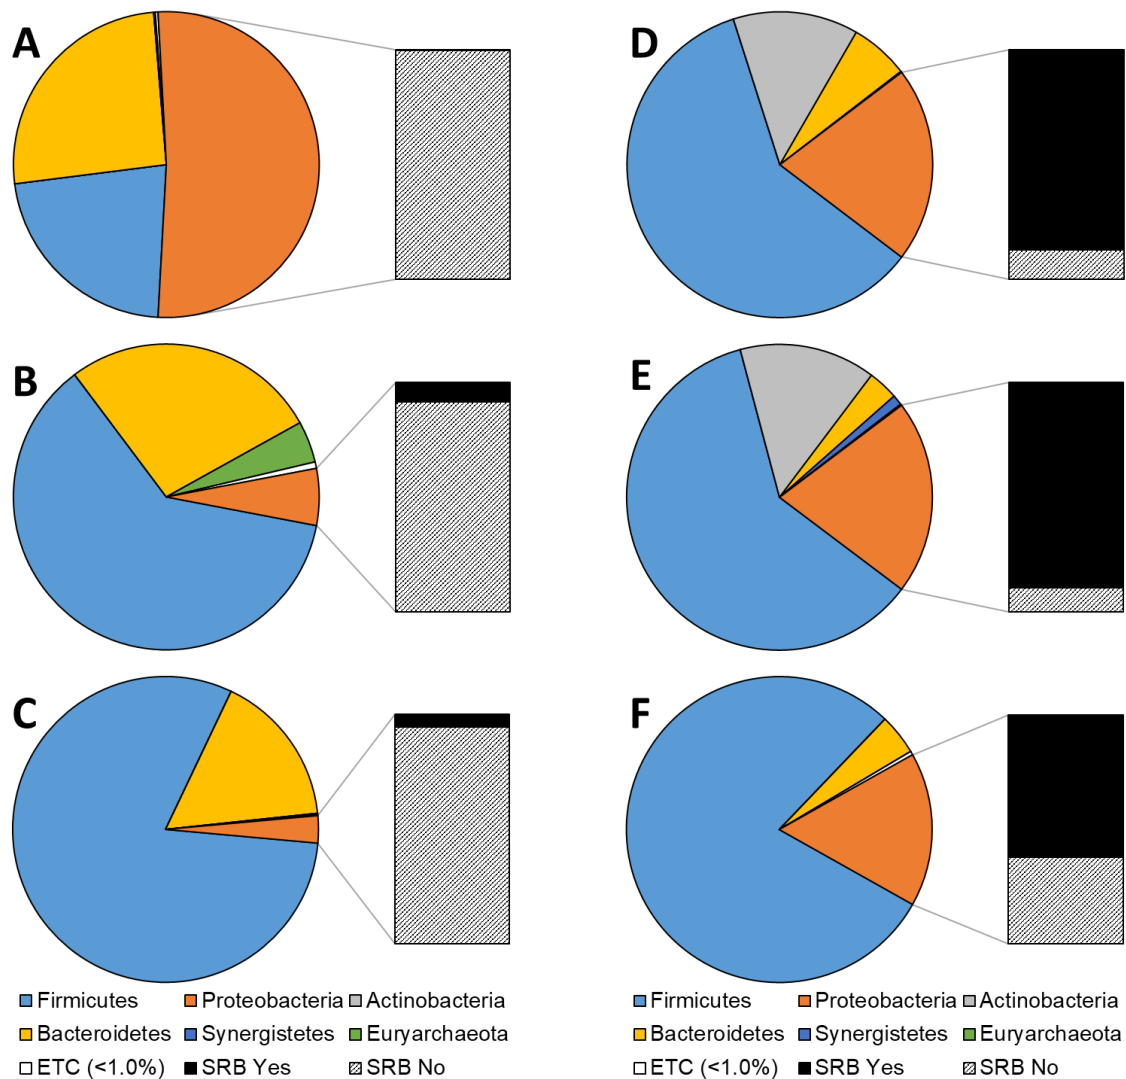 A
D
B
E
C
F
Firmicutes Proteobacteria Actinobacteria
Bacteroidetes Synergistetes Euryarchaeota
ETC (<1.0%) SRB Yes SRB No
Firmicutes Proteobacteria Actinobacteria
Bacteroidetes Synergistetes Euryarchaeota
ETC (<1.0%) SRB Yes SRB No